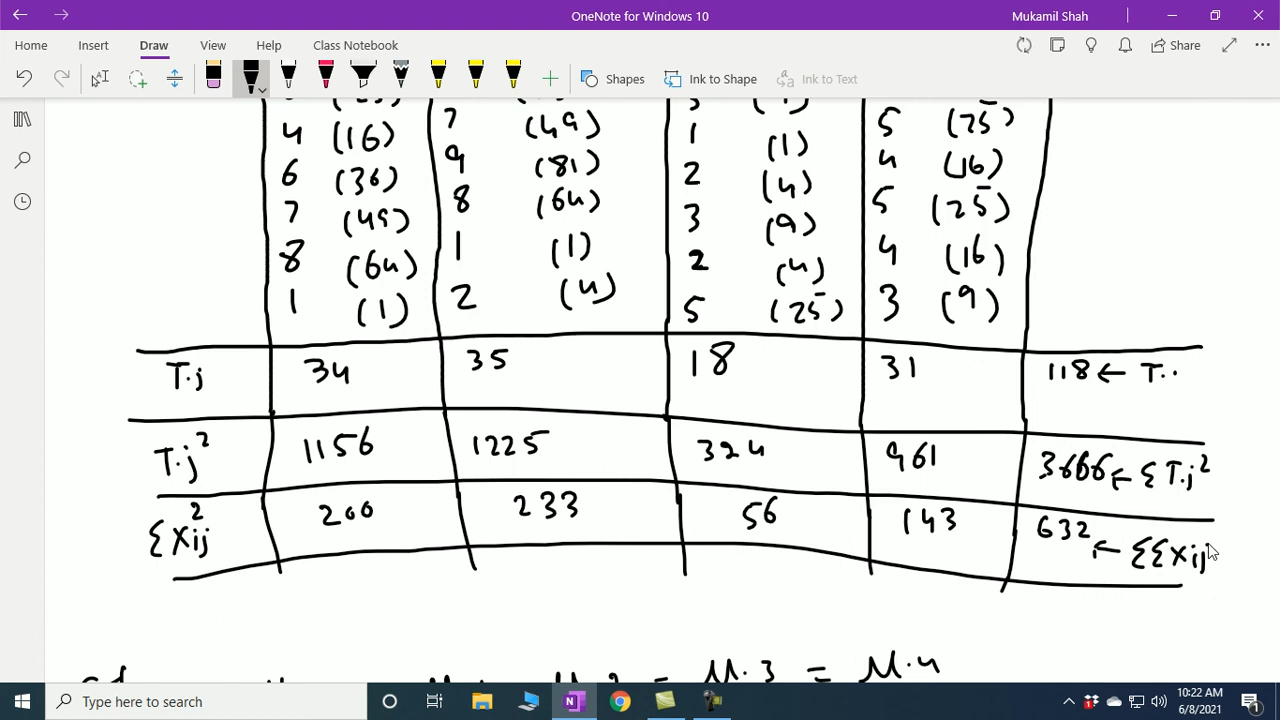 OneNote for Windows 10
Mukamil Shah
Home Insert Draw View Help Class Notebook
Share
Shapes
Ink to Shape
Ink to Text
4 (16) 7 (49) 1 (1) 5 (25)
6 (36) 9 (81) 2 (4) 4 (16)
7 (49) 8 (64) 3 (9) 5 (25)
8 (64) 1 (1) 2 (4) 4 (16)
1 (1) 2 (4) 5 (25) 3 (9)
T.j 34 35 18 31 118 ← T..
T.j² 1156 1225 324 961 3666 ← ΣT.j²
ΣXij² 200 233 56 143 632 ← ΣΣXij
M.3 = M.4
Type here to search
10:22 AM
6/8/2021